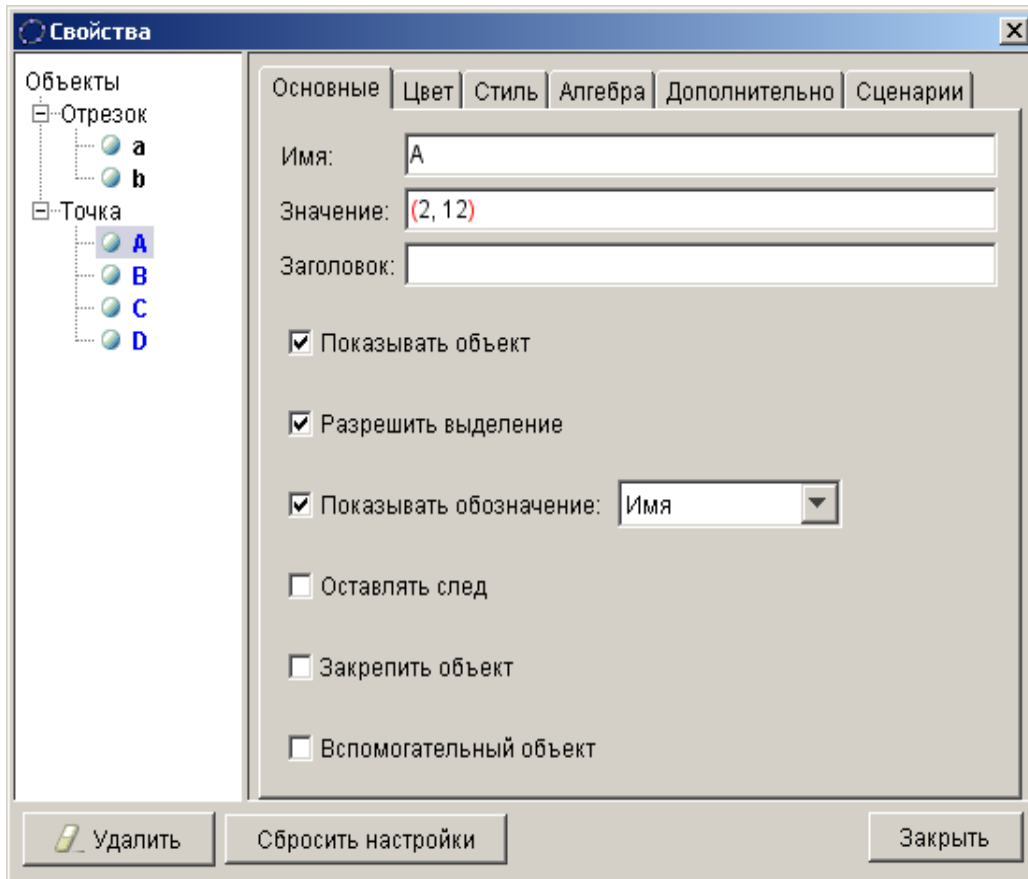 Свойства
Объекты
Отрезок
a
b
Точка
A
B
C
D
Основные Цвет Стиль Алгебра Дополнительно Сценарии
Имя: A
Значение: (2, 12)
Заголовок:
Показывать объект
Разрешить выделение
Показывать обозначение: Имя
Оставлять след
Закрепить объект
Вспомогательный объект
Удалить Сбросить настройки Закрыть